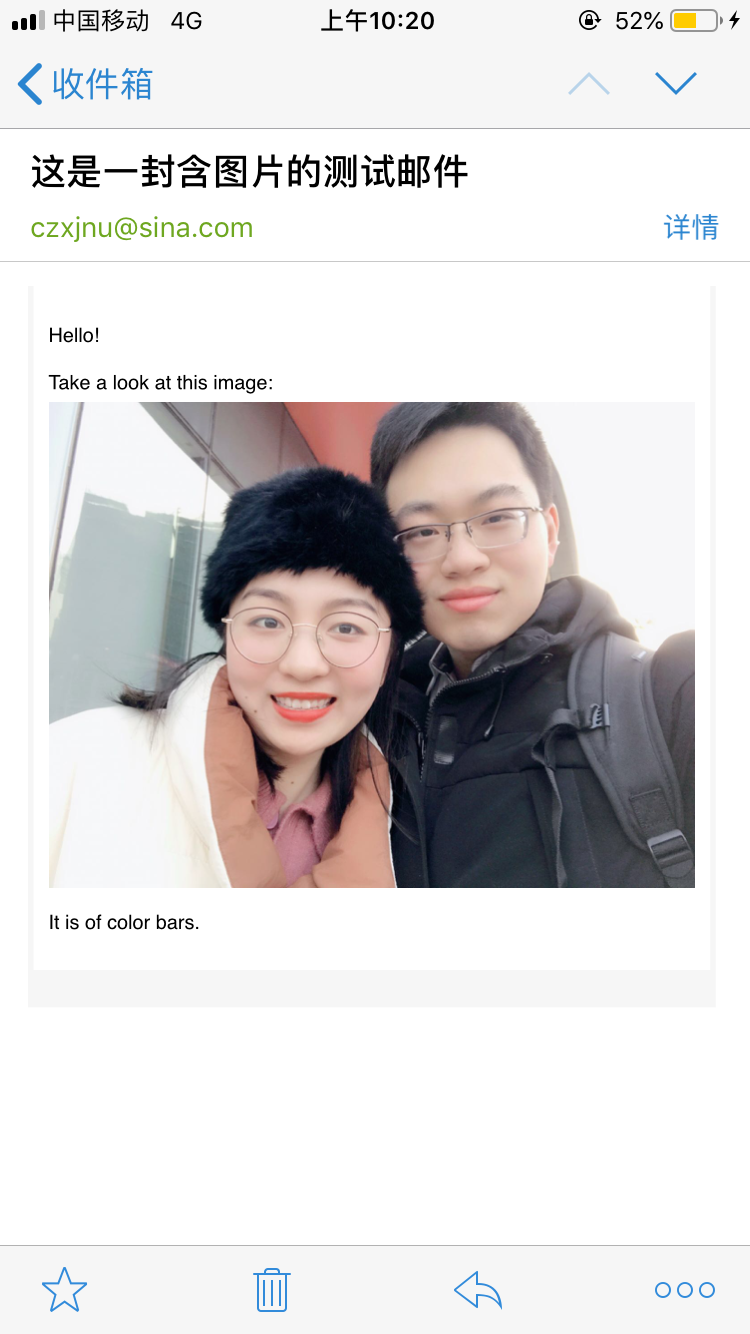 中国移动 4G 上午10:20 52%
收件箱
这是一封含图片的测试邮件
czxjnu@sina.com 详情
Hello!
Take a look at this image:
It is of color bars.